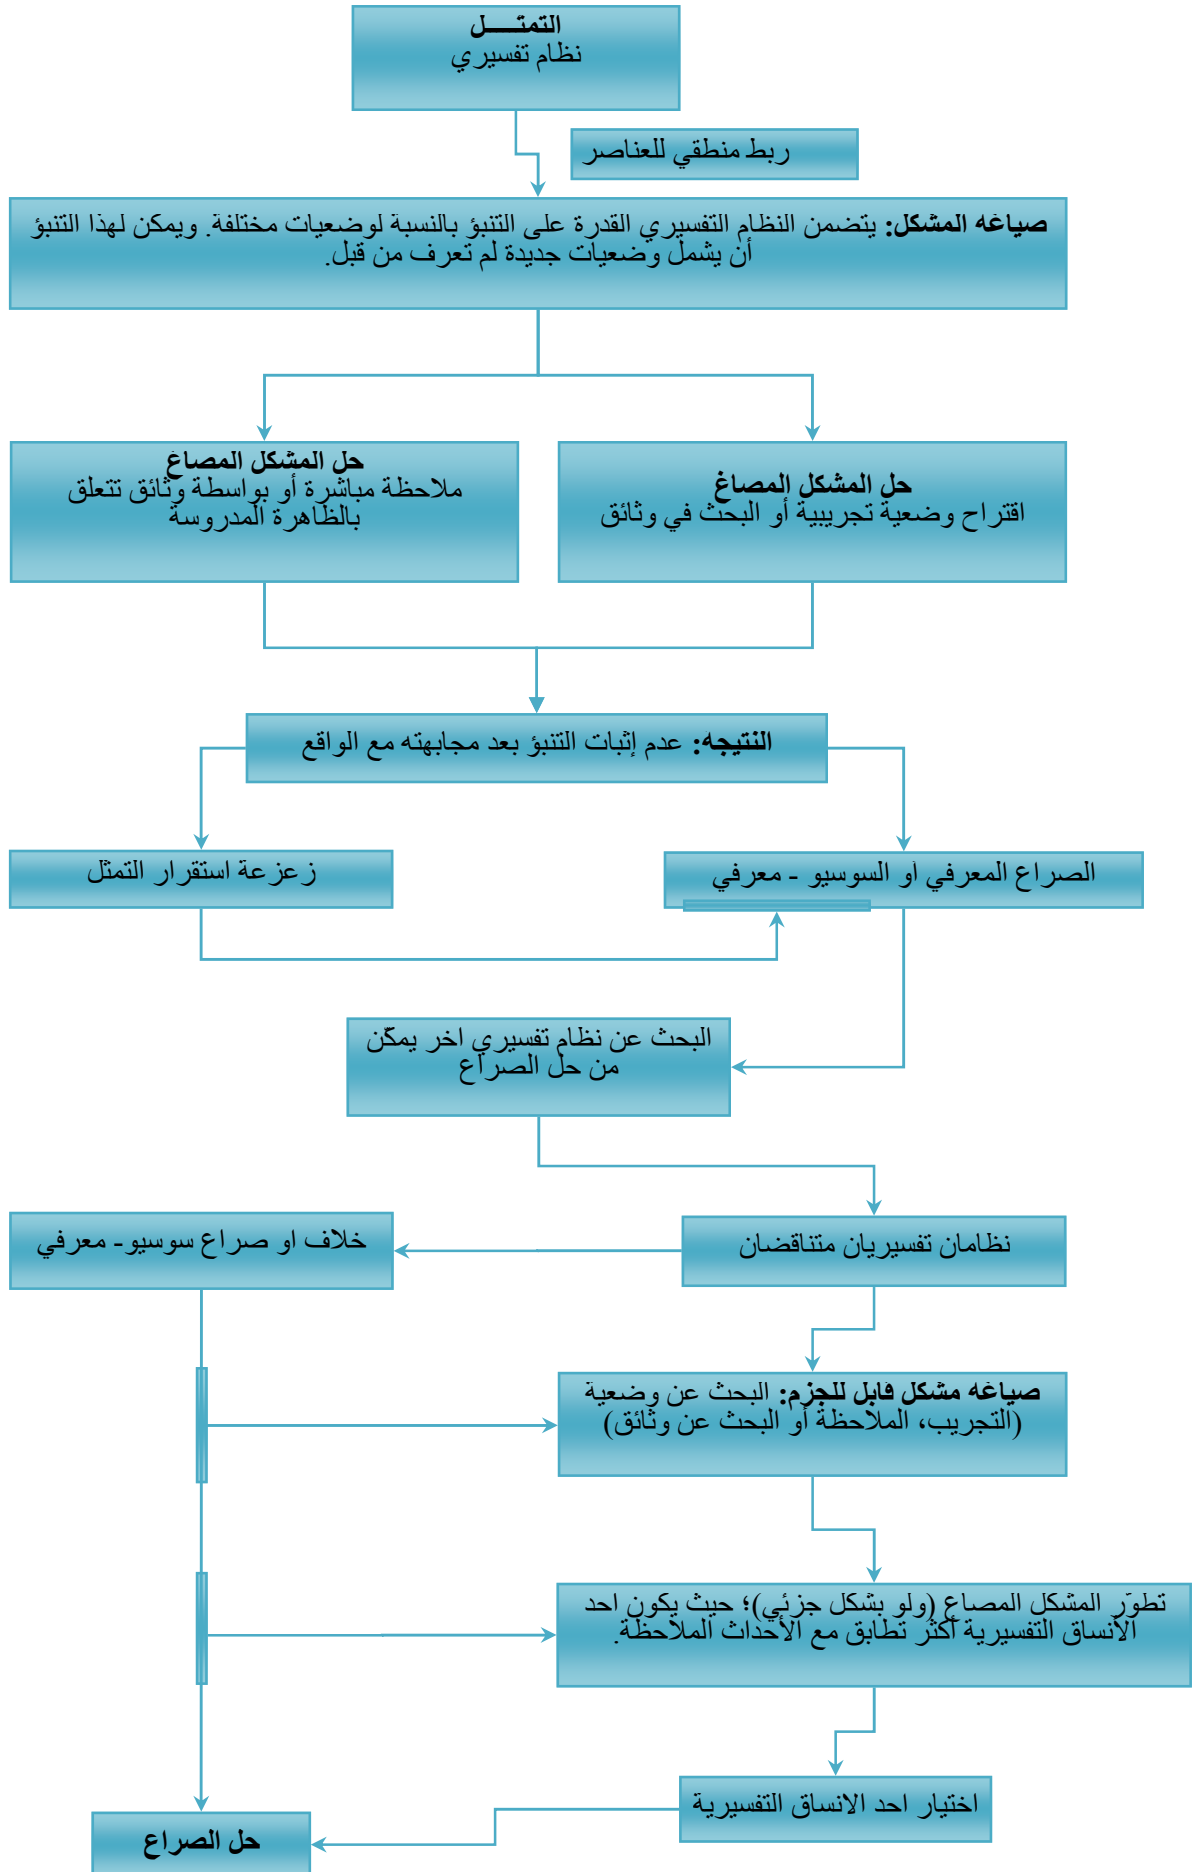 التمثـــــل
نظام تفسيري
ربط منطقي للعناصر
صياغه المشكل: يتضمن النظام التفسيري القدرة على التنبؤ بالنسبة لوضعيات مختلفة. ويمكن لهذا التنبؤ
أن يشمل وضعيات جديدة لم تعرف من قبل.
حل المشكل المصاغ
اقتراح وضعية تجريبية أو البحث في وثائق
حل المشكل المصاغ
ملاحظة مباشرة أو بواسطة وثائق تتعلق
بالظاهرة المدروسة
النتيجه: عدم إثبات التنبؤ بعد مجابهته مع الواقع
الصراع المعرفي او السوسيو - معرفي
زعزعة استقرار التمثل
البحث عن نظام تفسيري اخر يمكّن
من حل الصراع
نظامان تفسيريان متناقضان
خلاف او صراع سوسيو- معرفي
صياغه مشكل قابل للجزم: البحث عن وضعية
(التجريب، الملاحظة أو البحث عن وثائق)
تطوّر المشكل المصاغ (ولو بشكل جزئي)؛ حيث يكون احد
الأنساق التفسيرية أكثر تطابق مع الأحداث الملاحظة.
اختيار احد الانساق التفسيرية
حل الصراع